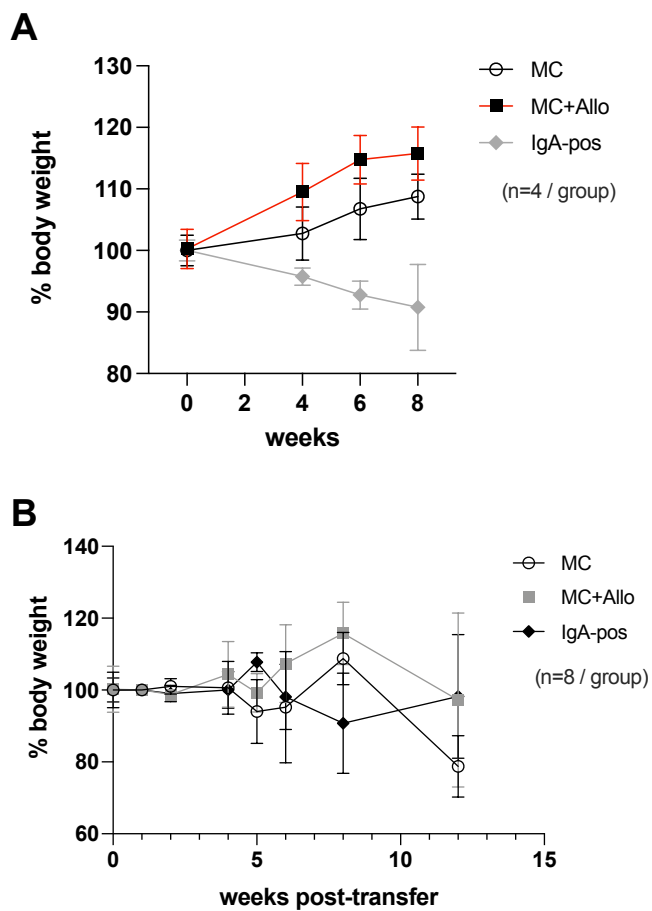 A
130
120
110
100
90
80
% body weight
0
2
4
6
8
weeks
MC
MC+Allo
IgA-pos
(n=4 / group)
B
140
120
100
80
60
% body weight
0
5
10
15
weeks post-transfer
MC
MC+Allo
IgA-pos
(n=8 / group)